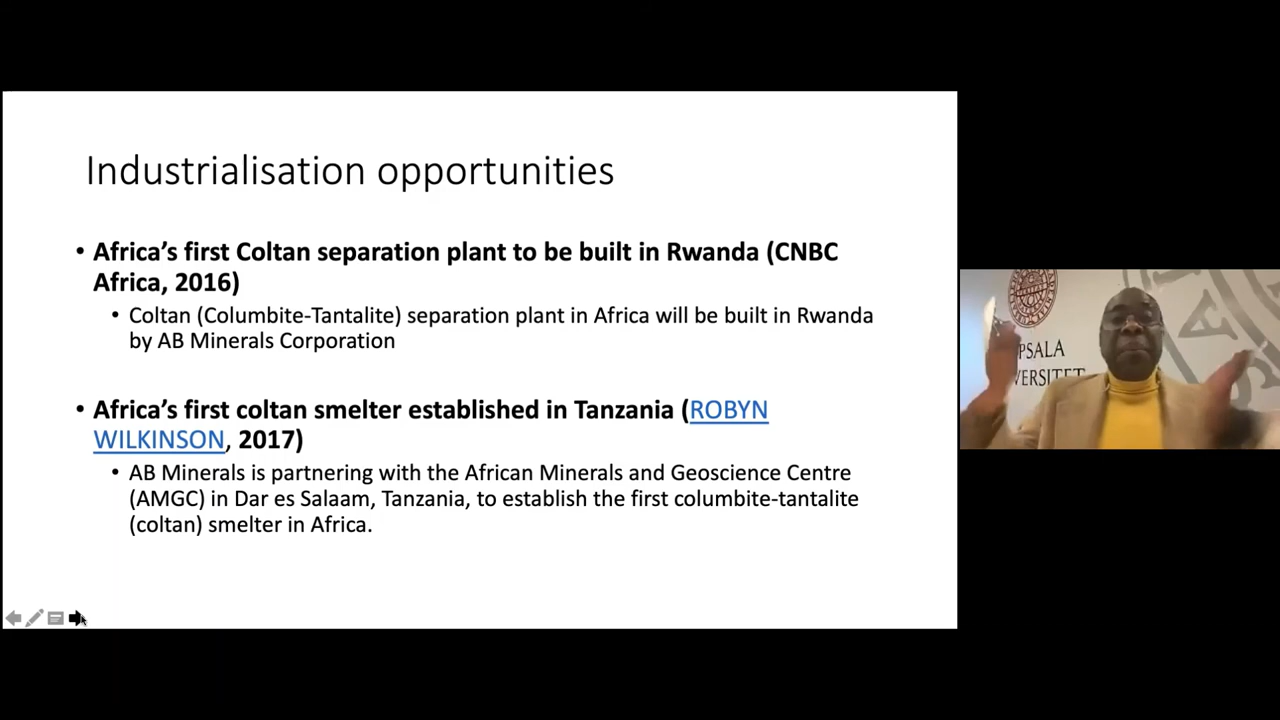 Industrialisation opportunities
• Africa's first Coltan separation plant to be built in Rwanda (CNBC
Africa, 2016)
• Coltan (Columbite-Tantalite) separation plant in Africa will be built in Rwanda
by AB Minerals Corporation
• Africa's first coltan smelter established in Tanzania (ROBYN
WILKINSON, 2017)
• AB Minerals is partnering with the African Minerals and Geoscience Centre
(AMGC) in Dar es Salaam, Tanzania, to establish the first columbite-tantalite
(coltan) smelter in Africa.
PSALA
VERSITET